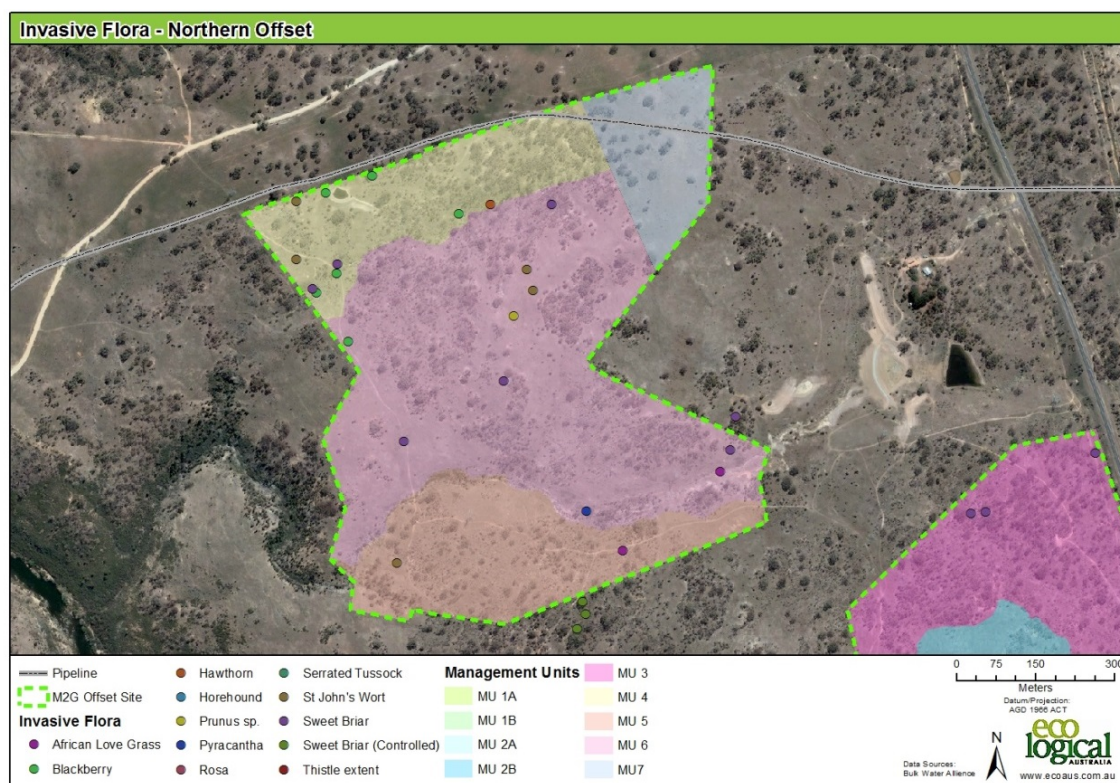 Invasive Flora - Northern Offset
Pipeline
M2G Offset Site
Invasive Flora
African Love Grass
Blackberry
Hawthorn
Horehound
Prunus sp.
Pyracantha
Rosa
Serrated Tussock
St John's Wort
Sweet Briar
Sweet Briar (Controlled)
Thistle extent
Management Units
MU 1A
MU 1B
MU 2A
MU 2B
MU 3
MU 4
MU 5
MU 6
MU7
0 75 150 300
Meters
Datum/Projection:
AGD 1966 ACT
Data Sources:
Bulk Water Allience
N
eco
logical
AUSTRALIA
www.ecoaus.com.au